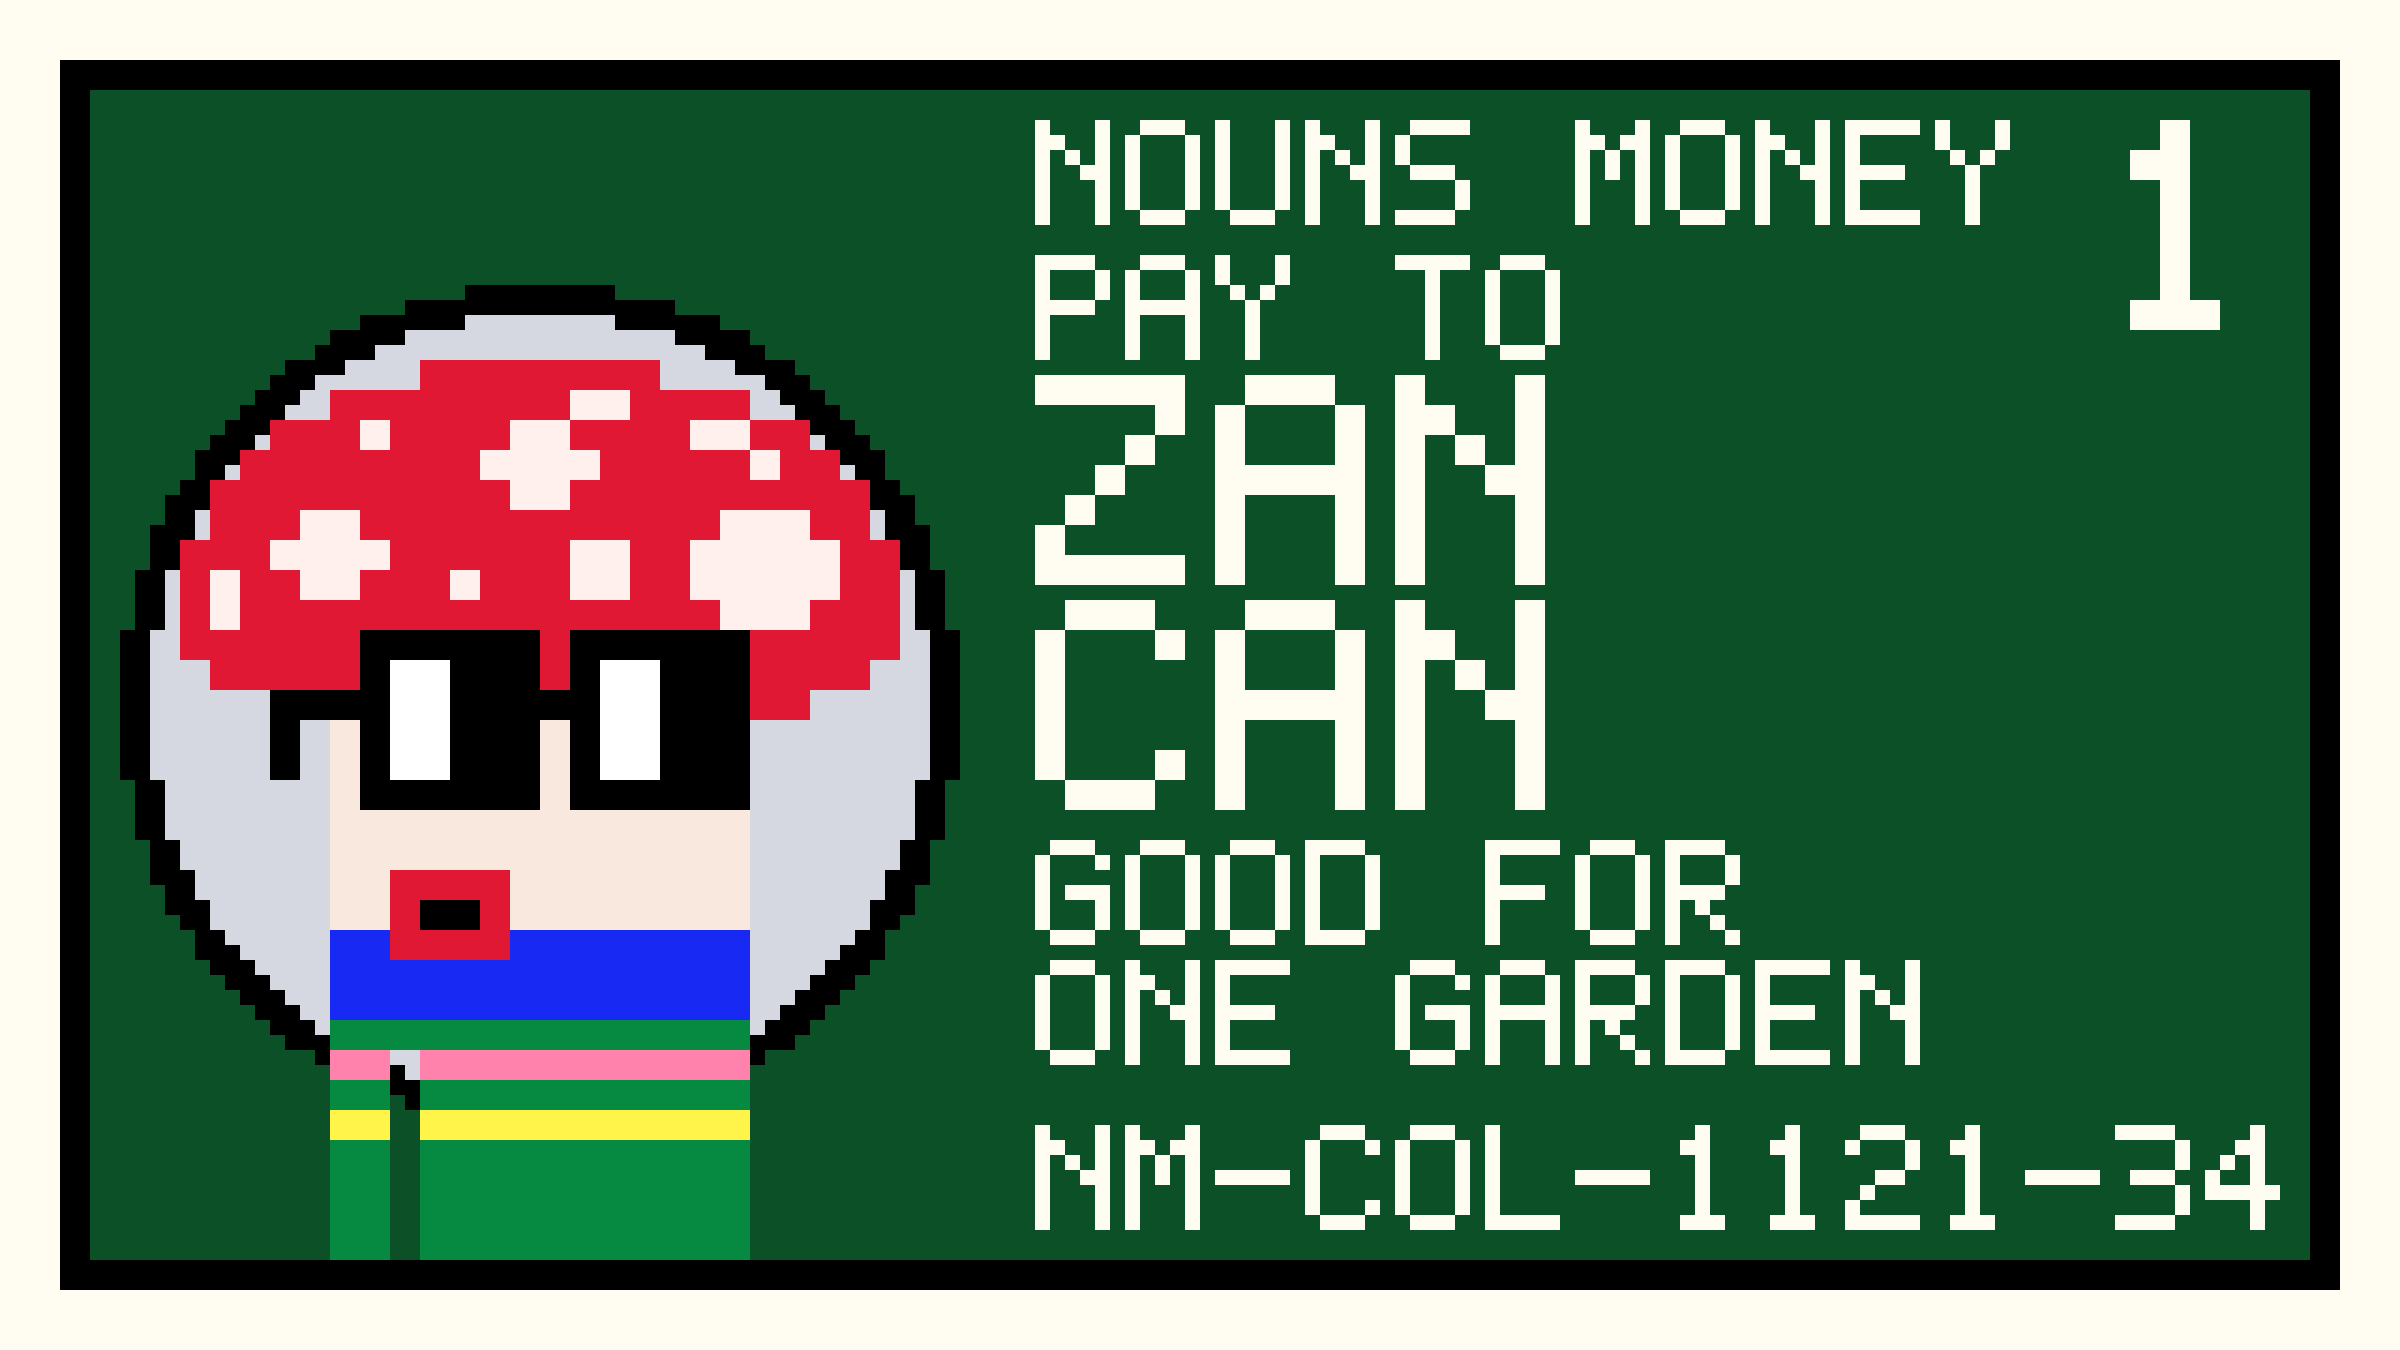 NOUNS MONEY 1
PAY TO
ZAN
CAN
GOOD FOR
ONE GARDEN
NM-COL-1121-34